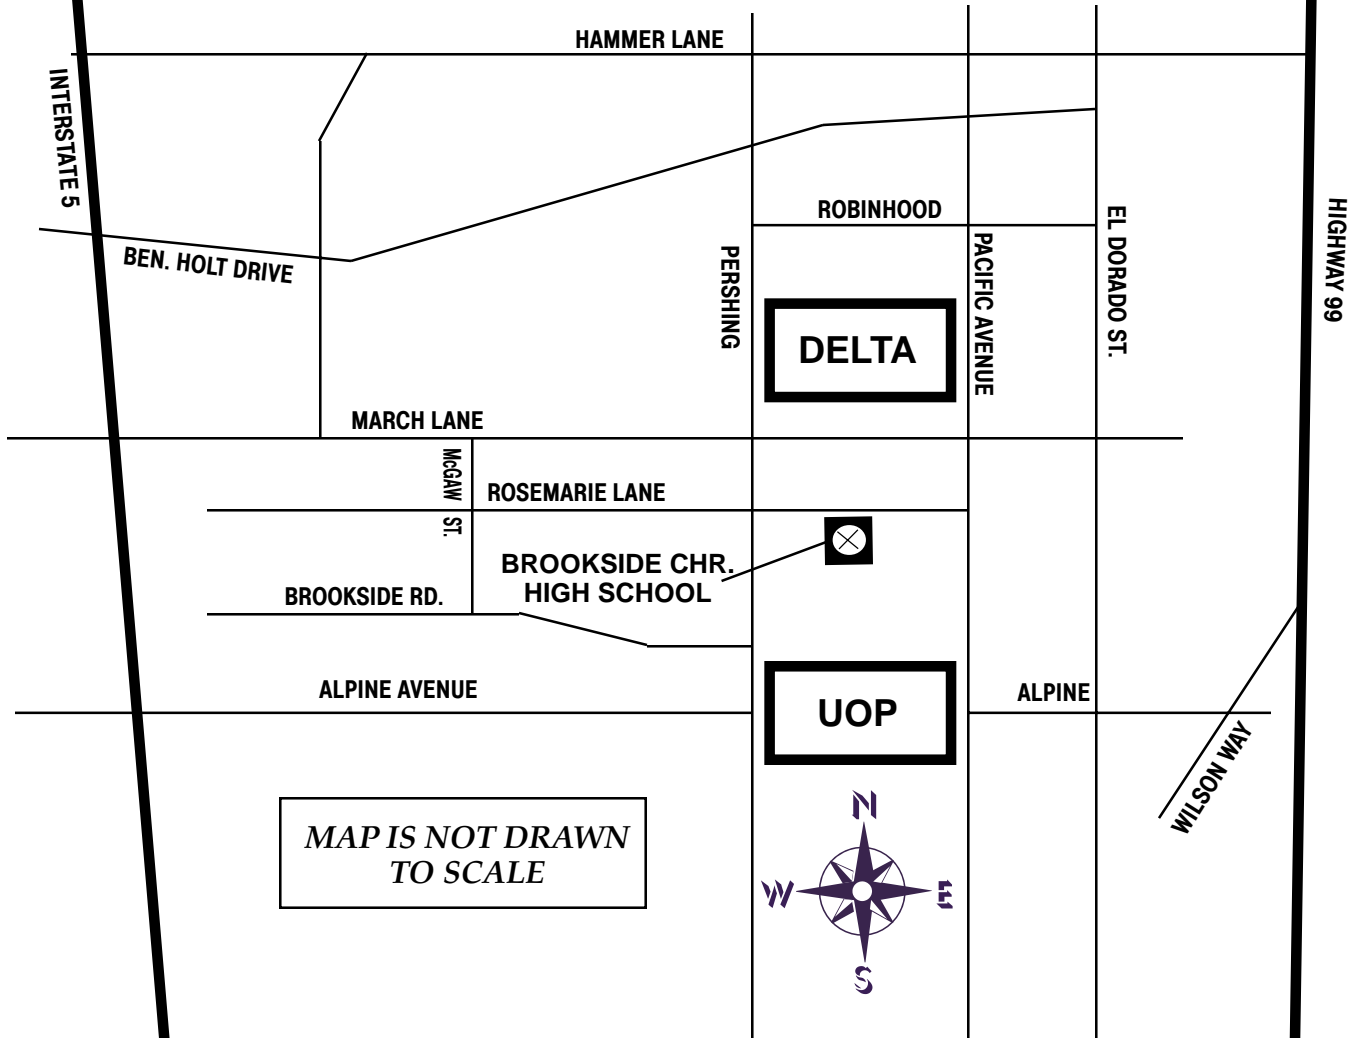 HAMMER LANE
INTERSTATE 5
BEN. HOLT DRIVE
ROBINHOOD
PERSHING
PACIFIC AVENUE
EL DORADO ST.
HIGHWAY 99
DELTA
MARCH LANE
McGAW ST.
ROSEMARIE LANE
BROOKSIDE CHR.
HIGH SCHOOL
BROOKSIDE RD.
ALPINE AVENUE
UOP
ALPINE
WILSON WAY
MAP IS NOT DRAWN
TO SCALE
N
W
E
S